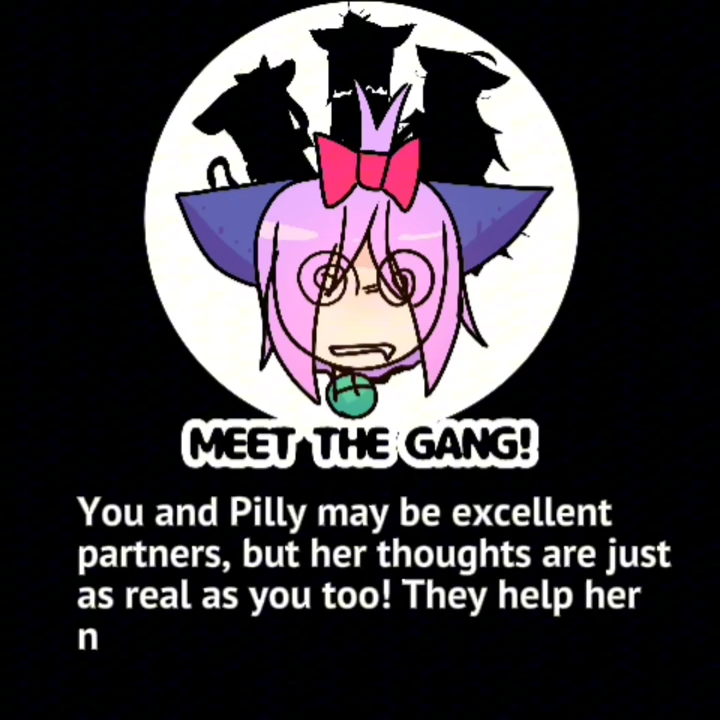 MEET THE GANG!
You and Pilly may be excellent
partners, but her thoughts are just
as real as you too! They help her
n